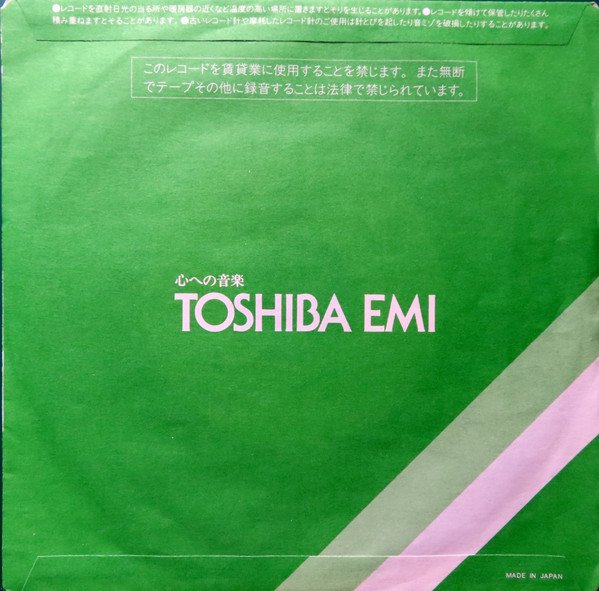 ●レコードを直射日光の当る所や暖房器の近くなど温度の高い場所に置きますとそりを生じることがあります。●レコードを傾けて保管したりたくさん
積み重ねますとそることがあります。●古いレコード針や摩耗したレコード針のご使用は針とびを起したり音ミゾを破損したりすることがあります。
このレコードを賃貸業に使用することを禁じます。また無断
でテープその他に録音することは法律で禁じられています。
心への音楽
TOSHIBA EMI
MADE IN JAPAN